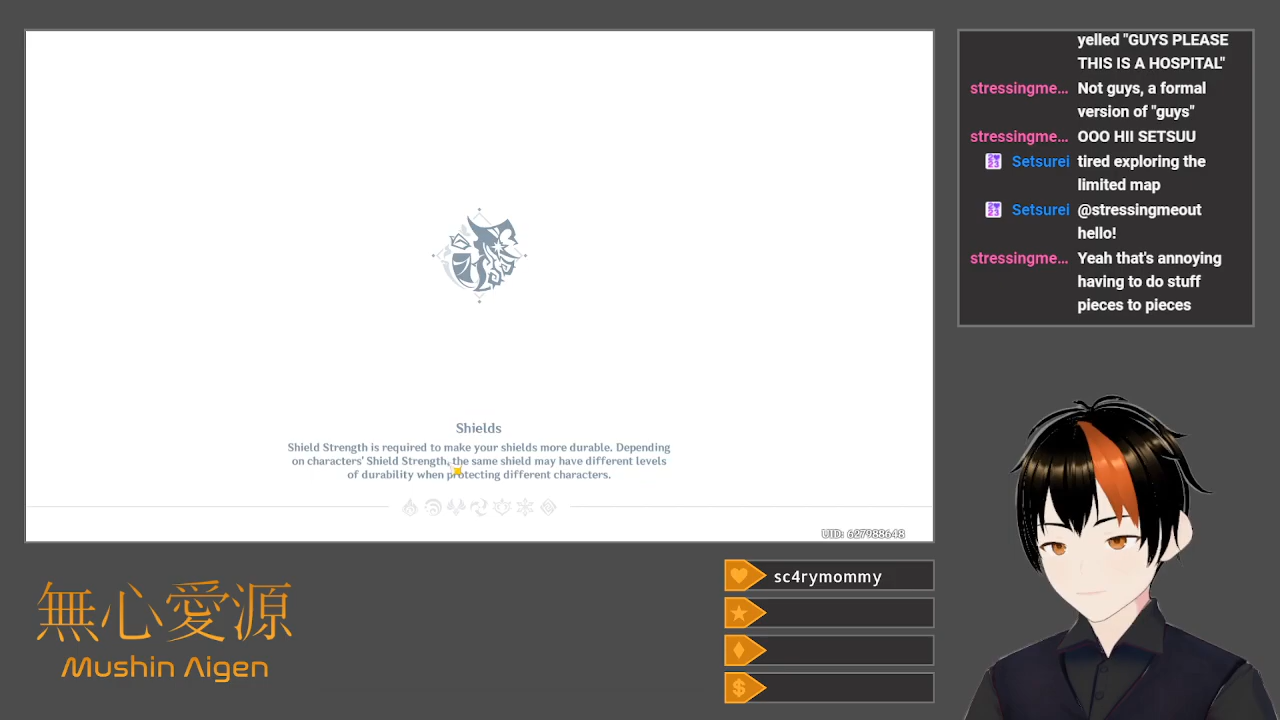 yelled "GUYS PLEASE
THIS IS A HOSPITAL"
stressingme... Not guys, a formal
version of "guys"
stressingme... OOO HII SETSUU
Setsurei tired exploring the
limited map
Setsurei @stressingmeout
hello!
stressingme... Yeah that's annoying
having to do stuff
pieces to pieces
Shields
Shield Strength is required to make your shields more durable. Depending
on characters' Shield Strength, the same shield may have different levels
of durability when protecting different characters.
UID: 627988648
無心愛源
Mushin Aigen
sc4rymommy